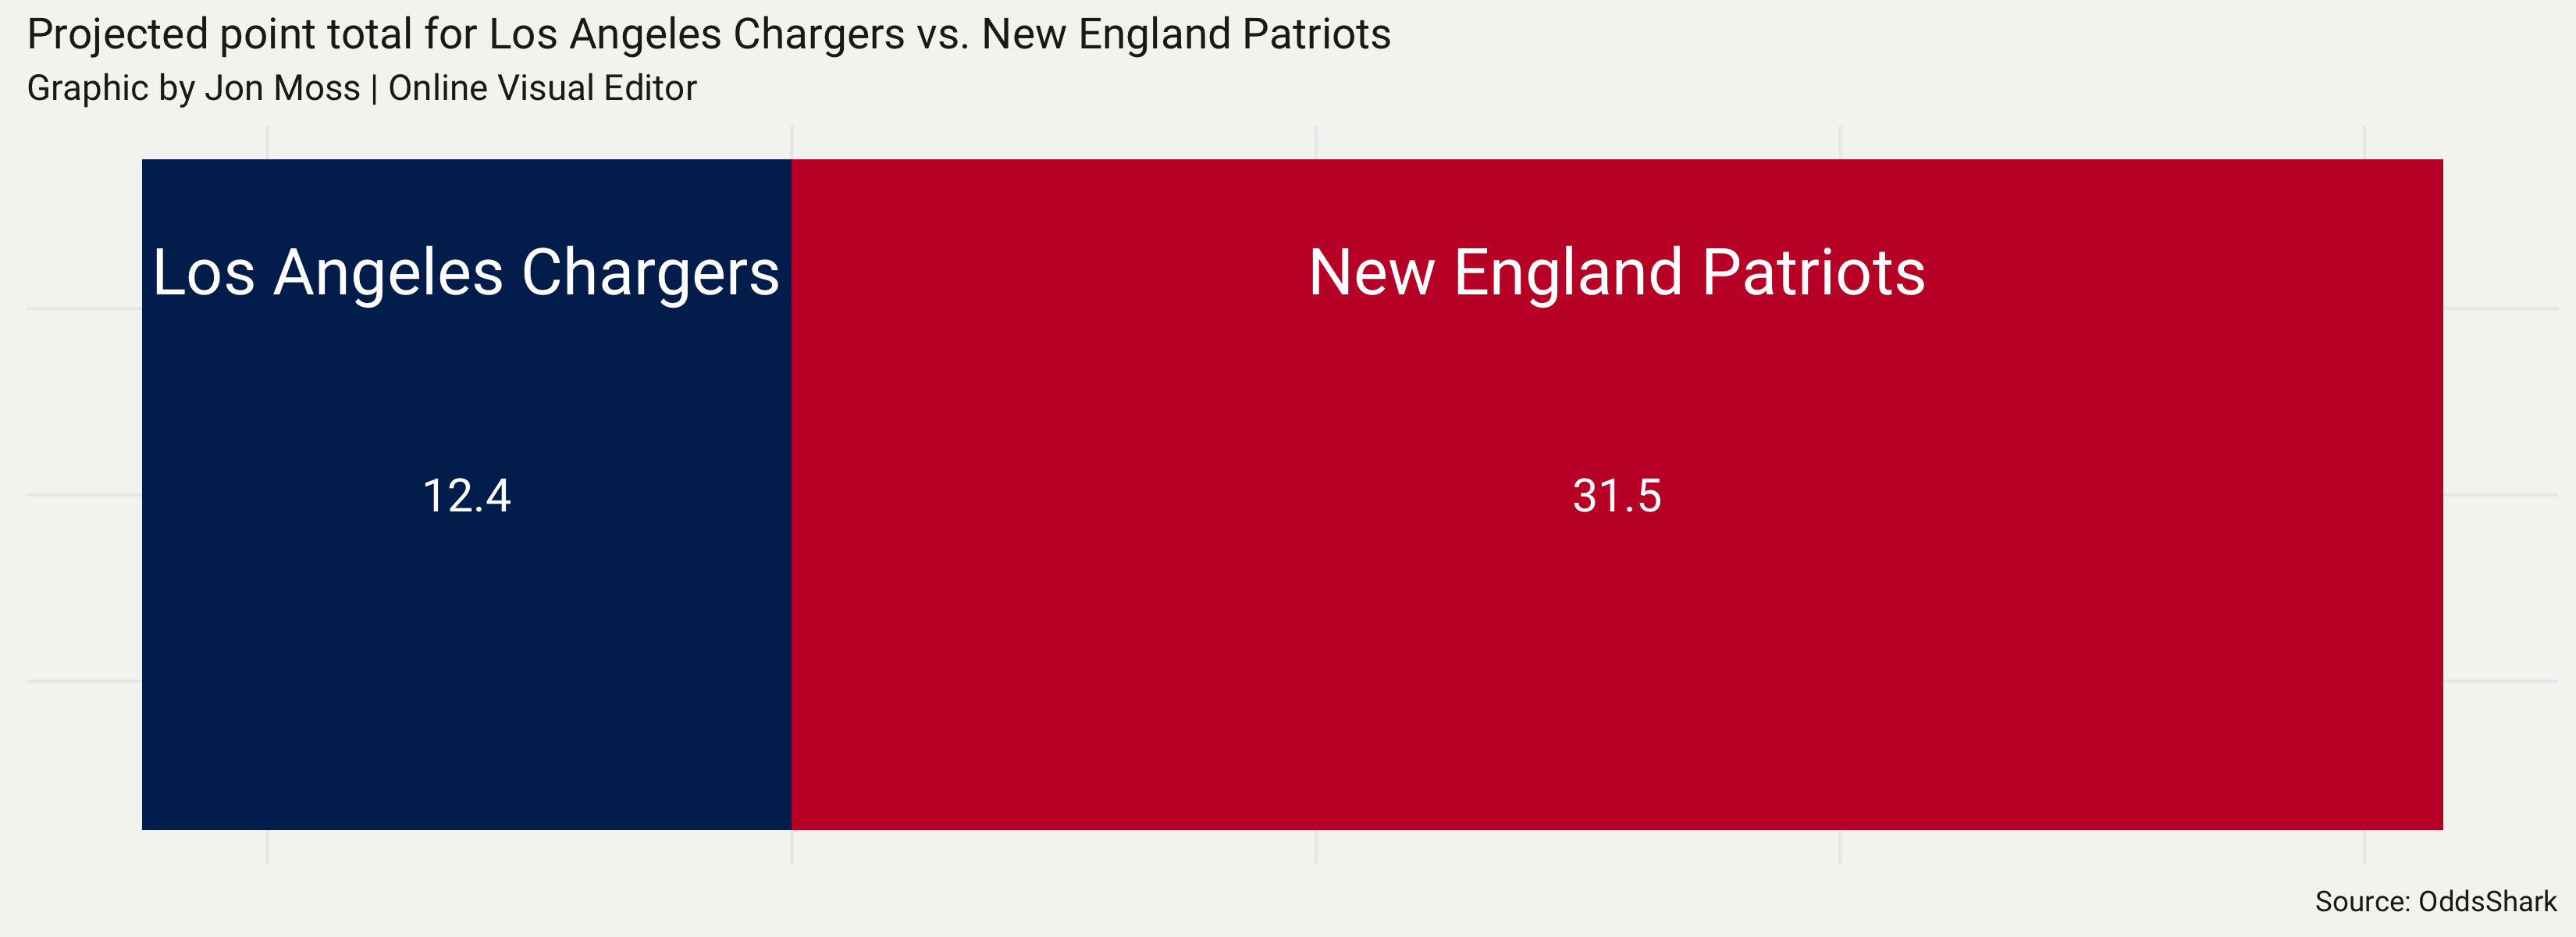 Projected point total for Los Angeles Chargers vs. New England Patriots
Graphic by Jon Moss | Online Visual Editor
Los Angeles Chargers
New England Patriots
12.4
31.5
Source: OddsShark